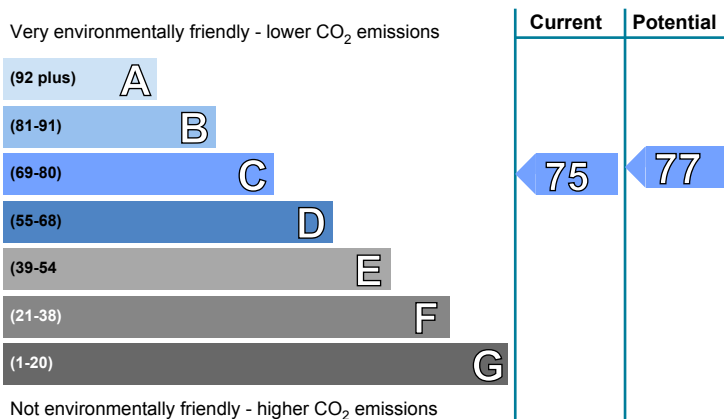 Current Potential
Very environmentally friendly - lower CO2 emissions
(92 plus) A
(81-91) B
(69-80) C 75 77
(55-68) D
(39-54 E
(21-38) F
(1-20) G
Not environmentally friendly - higher CO2 emissions